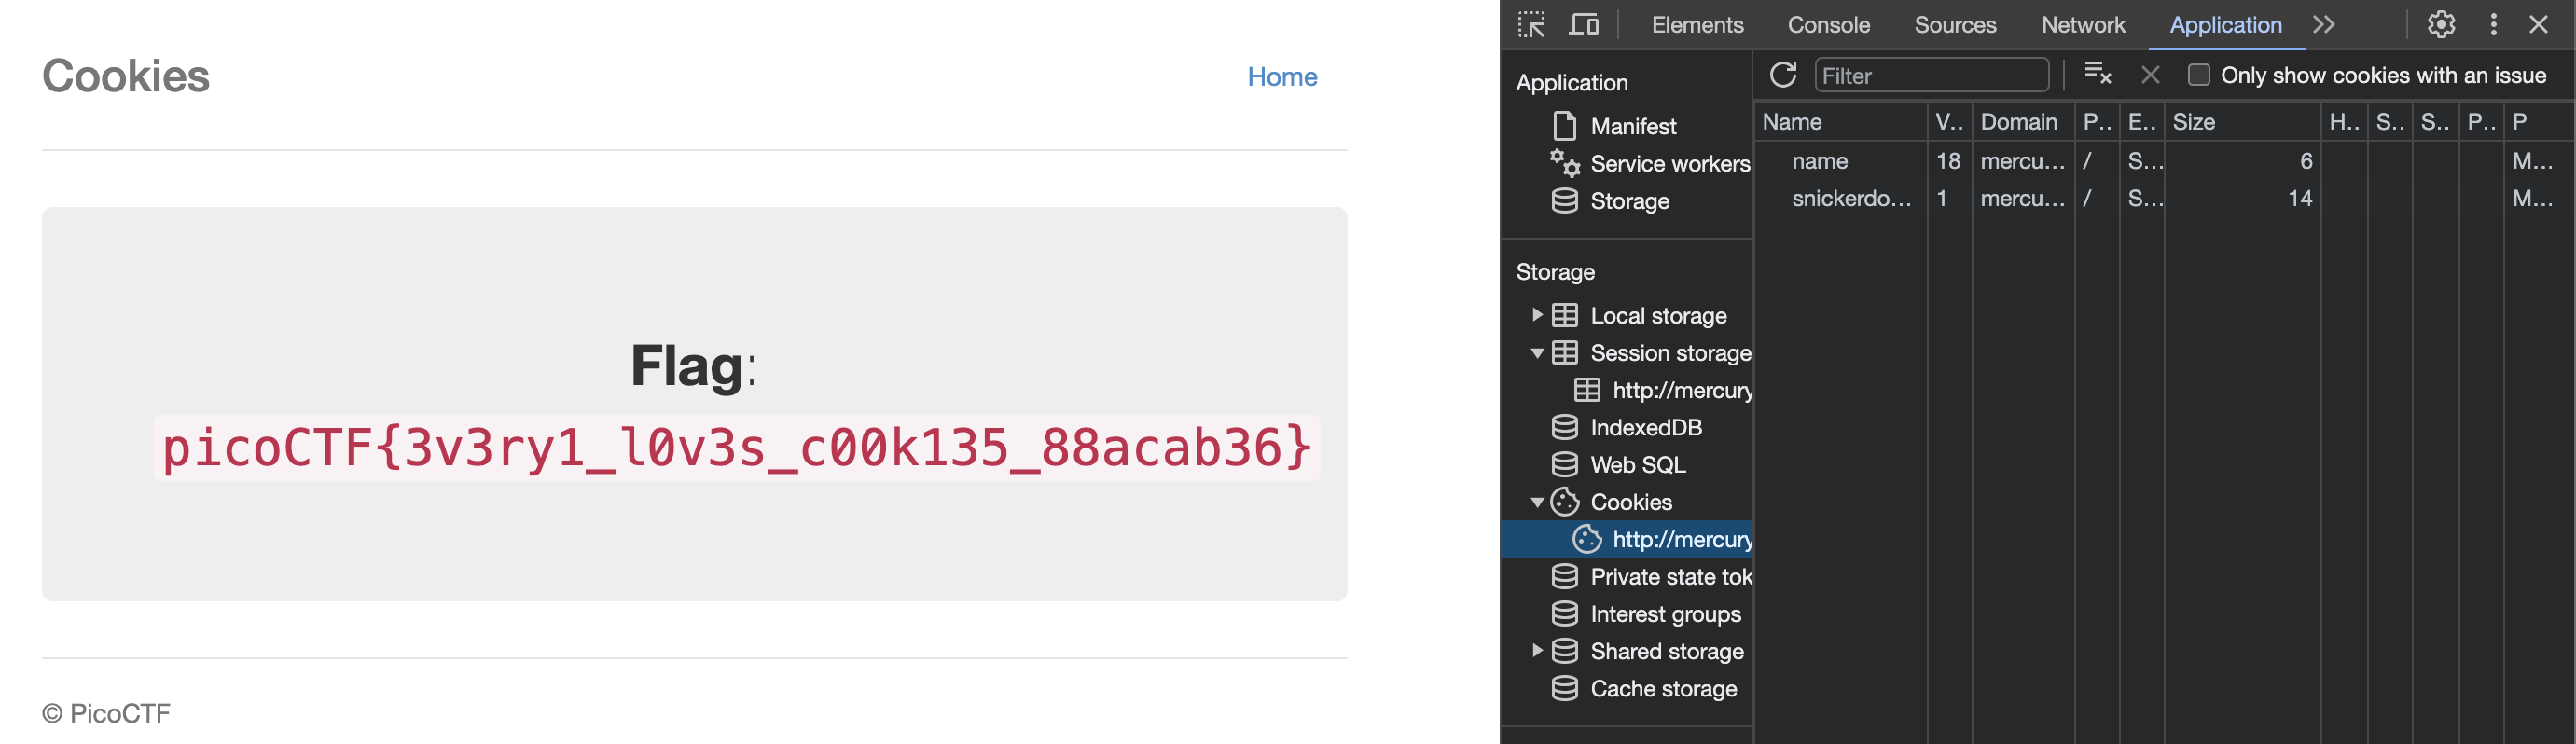 Cookies
Home
Flag:
picoCTF{3v3ry1_l0v3s_c00k135_88acab36}
© PicoCTF
Elements Console Sources Network Application
Application
Manifest
Service workers
Storage
Storage
Local storage
Session storage
http://mercury
IndexedDB
Web SQL
Cookies
http://mercury
Private state tok
Interest groups
Shared storage
Cache storage
Filter
Only show cookies with an issue
Name V.. Domain P.. E.. Size H.. S.. S.. P.. P
name 18 mercu... / S... 6 M...
snickerdo... 1 mercu... / S... 14 M...